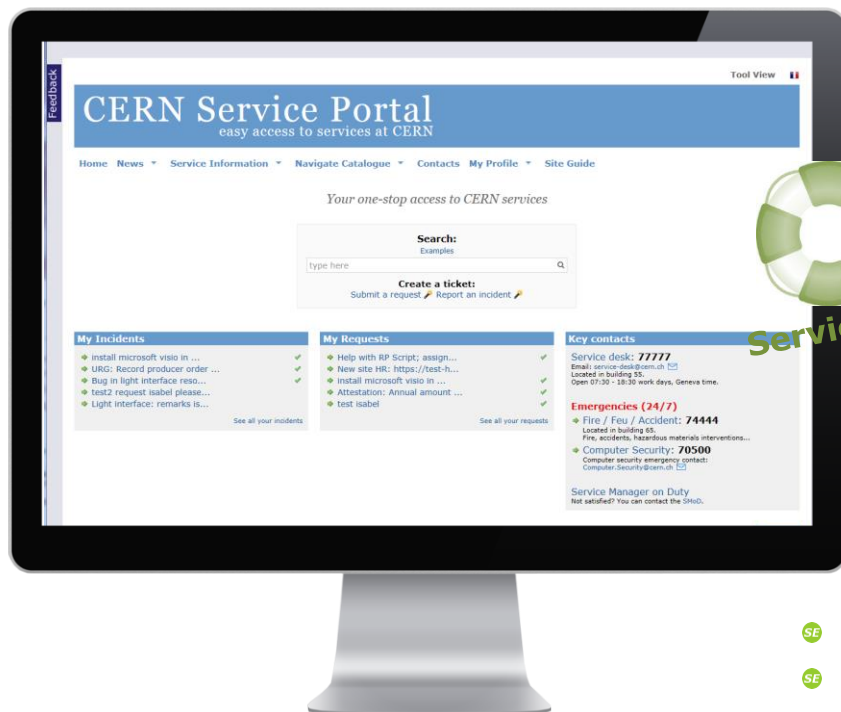 Feedback
Tool View
CERN Service Portal
easy access to services at CERN
Home News Service Information Navigate Catalogue Contacts My Profile Site Guide
Your one-stop access to CERN services
Search:
Examples
type here
Create a ticket:
Submit a request Report an incident
My Incidents
install microsoft visio in ...
URG: Record producer order ...
Bug in light interface reso...
test2 request isabel please...
Light interface: remarks is...
See all your incidents
My Requests
Help with RP Script; assign...
New site HR: https://test-h...
install microsoft visio in ...
Attestation: Annual amount ...
test isabel
See all your requests
Key contacts
Service desk: 77777
Email: service-desk@cern.ch
Located in building 55.
Open 07:30 - 18:30 work days, Geneva time.
Emergencies (24/7)
Fire / Feu / Accident: 74444
Located in building 65.
Fire, accidents, hazardous materials interventions...
Computer Security: 70500
Computer security emergency contact:
Computer.Security@cern.ch
Service Manager on Duty
Not satisfied? You can contact the SMoD.
SE
SE